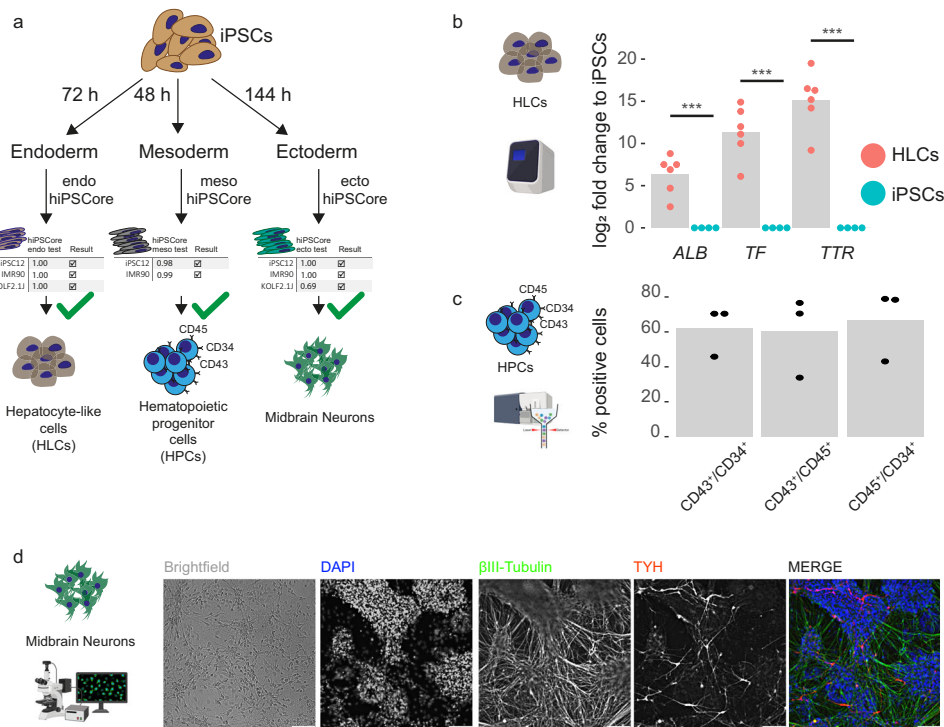 a
iPSCs
72 h
48 h
144 h
Endoderm
Mesoderm
Ectoderm
endo
hiPSCore
meso
hiPSCore
ecto
hiPSCore
hiPSCore
endo test
Result
iPSC12 1.00 ☑
IMR90 1.00 ☑
KOLF2.1J 1.00 ☑
hiPSCore
meso test
Result
iPSC12 0.98 ☑
IMR90 0.99 ☑
hiPSCore
ecto test
Result
iPSC12 1.00 ☑
IMR90 1.00 ☑
KOLF2.1J 0.69 ☑
CD45
CD34
CD43
Hepatocyte-like
cells
(HLCs)
Hematopoietic
progenitor
cells
(HPCs)
Midbrain Neurons
b
HLCs
log₂ fold change to iPSCs
20
15
10
5
0
***
***
***
ALB
TF
TTR
HLCs
iPSCs
c
CD45
CD34
CD43
HPCs
Laser
Detector
% positive cells
80
60
40
20
0
CD43⁺/CD34⁺
CD43⁺/CD45⁺
CD45⁺/CD34⁺
d
Midbrain Neurons
Brightfield
DAPI
βIII-Tubulin
TYH
MERGE